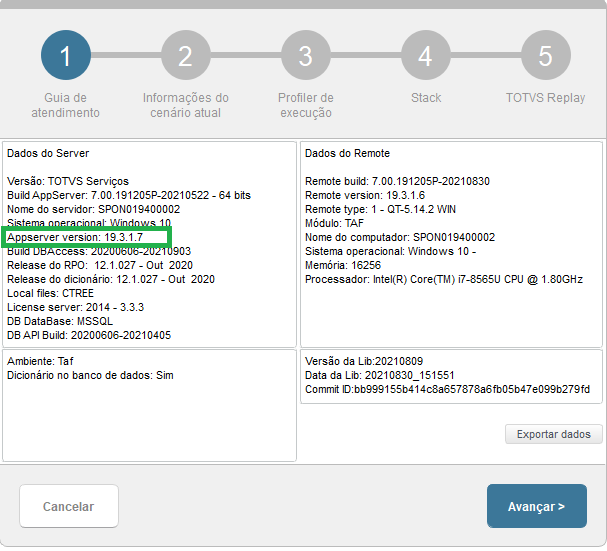 1
2
3
4
5
Guia de
atendimento
Informações do
cenário atual
Profiler de
execução
Stack
TOTVS Replay
Dados do Server
Versão: TOTVS Serviços
Build AppServer: 7.00.191205P-20210522 - 64 bits
Nome do servidor: SPON019400002
Sistema operacional: Windows 10
Appserver version: 19.3.1.7
Build DBAccess: 20200606-20210903
Release do RPO: 12.1.027 - Out 2020
Release do dicionário: 12.1.027 - Out 2020
Local files: CTREE
License server: 2014 - 3.3.3
DB DataBase: MSSQL
DB API Build: 20200606-20210405
Dados do Remote
Remote build: 7.00.191205P-20210830
Remote version: 19.3.1.6
Remote type: 1 - QT-5.14.2 WIN
Módulo: TAF
Nome do computador: SPON019400002
Sistema operacional: Windows 10 -
Memória: 16256
Processador: Intel(R) Core(TM) i7-8565U CPU @ 1.80GHz
Ambiente: Taf
Dicionário no banco de dados: Sim
Versão da Lib:20210809
Data da Lib: 20210830_151551
Commit ID:bb999155b414c8a657878a6fb05b47e099b279fd
Exportar dados
Cancelar
Avançar >